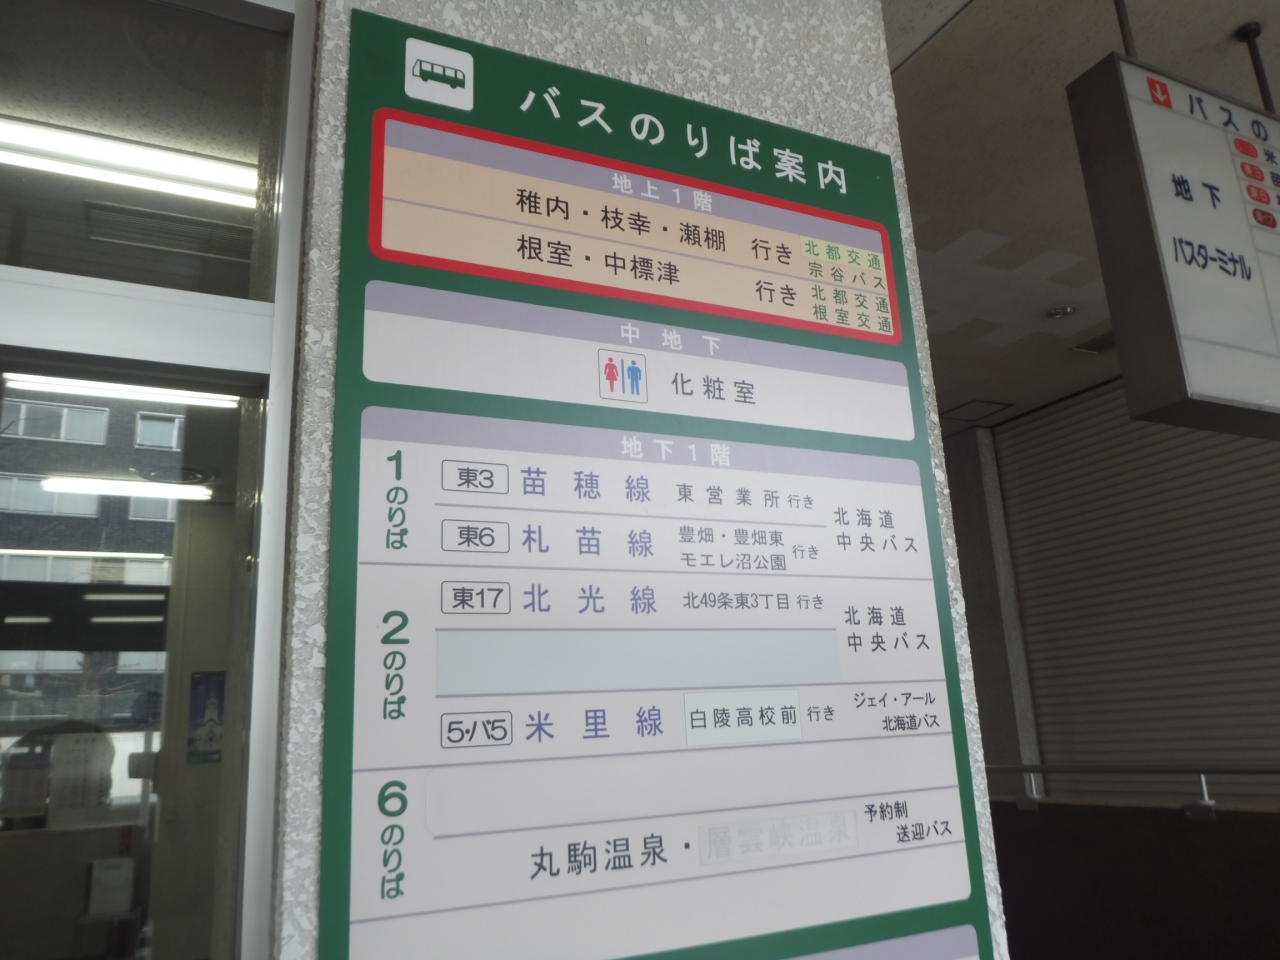 バスのりば案内
地上1階
稚内・枝幸・瀬棚 行き 北都交通 宗谷バス
根室・中標津 行き 北都交通 根室交通
中地下
化粧室
地下1階
1のりば
東3 苗穂線 東営業所 行き
東6 札苗線 豊畑・豊畑東 モエレ沼公園 行き
北海道
中央バス
2のりば
東17 北光線 北49条東3丁目 行き
北海道
中央バス
5・バ5 米里線 白陵高校前 行き
ジェイ・アール
北海道バス
6のりば
丸駒温泉・層雲峡温泉
予約制
送迎バス
バスの
地下
バスターミナル
米